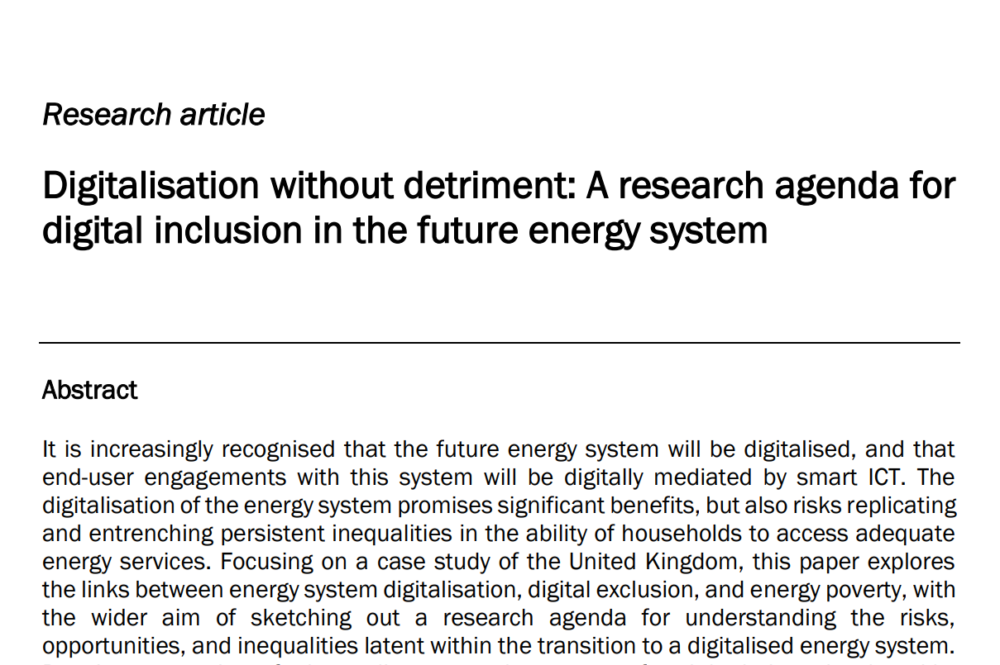 Research article
Digitalisation without detriment: A research agenda for
digital inclusion in the future energy system
Abstract
It is increasingly recognised that the future energy system will be digitalised, and that
end-user engagements with this system will be digitally mediated by smart ICT. The
digitalisation of the energy system promises significant benefits, but also risks replicating
and entrenching persistent inequalities in the ability of households to access adequate
energy services. Focusing on a case study of the United Kingdom, this paper explores
the links between energy system digitalisation, digital exclusion, and energy poverty, with
the wider aim of sketching out a research agenda for understanding the risks,
opportunities, and inequalities latent within the transition to a digitalised energy system.